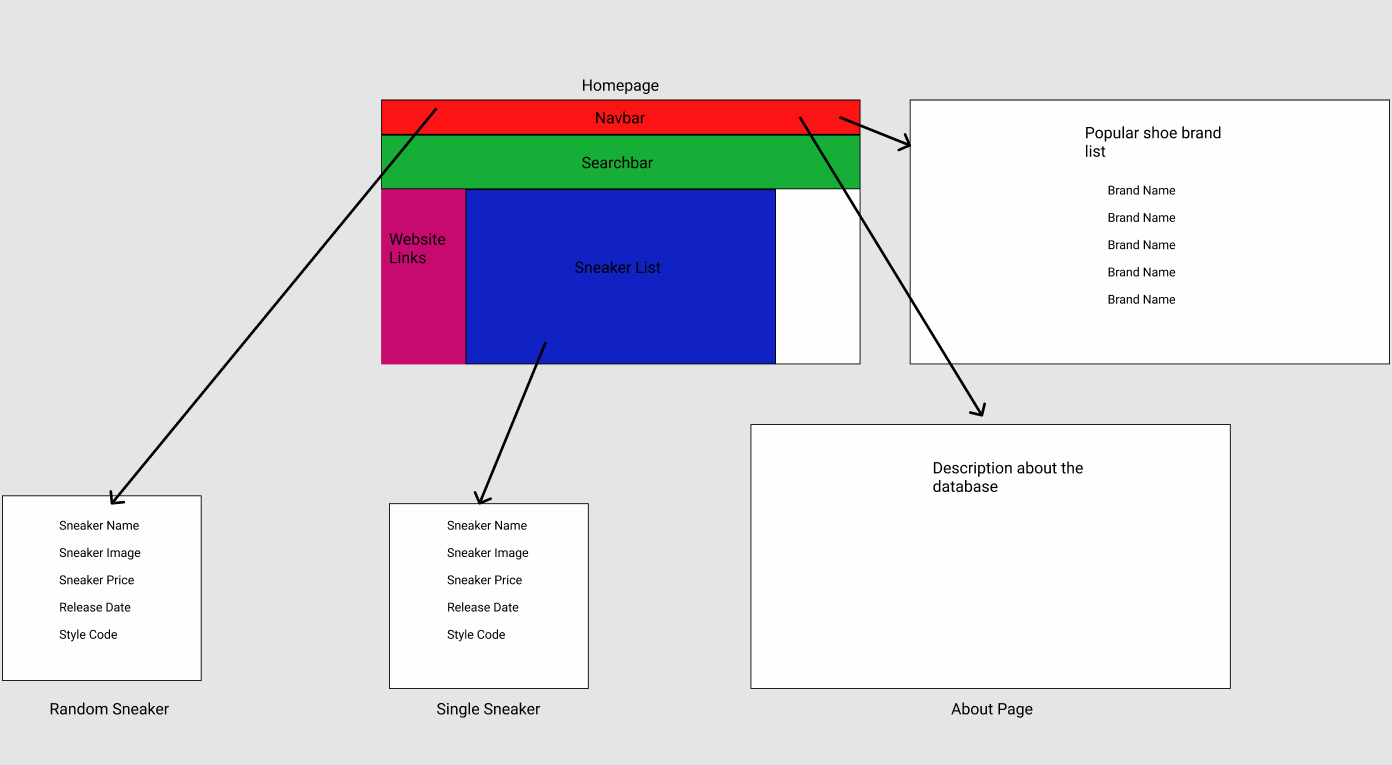 Homepage
Navbar
Searchbar
Website
Links
Sneaker List
Popular shoe brand
list
Brand Name
Brand Name
Brand Name
Brand Name
Brand Name
Sneaker Name
Sneaker Image
Sneaker Price
Release Date
Style Code
Random Sneaker
Sneaker Name
Sneaker Image
Sneaker Price
Release Date
Style Code
Single Sneaker
Description about the
database
About Page